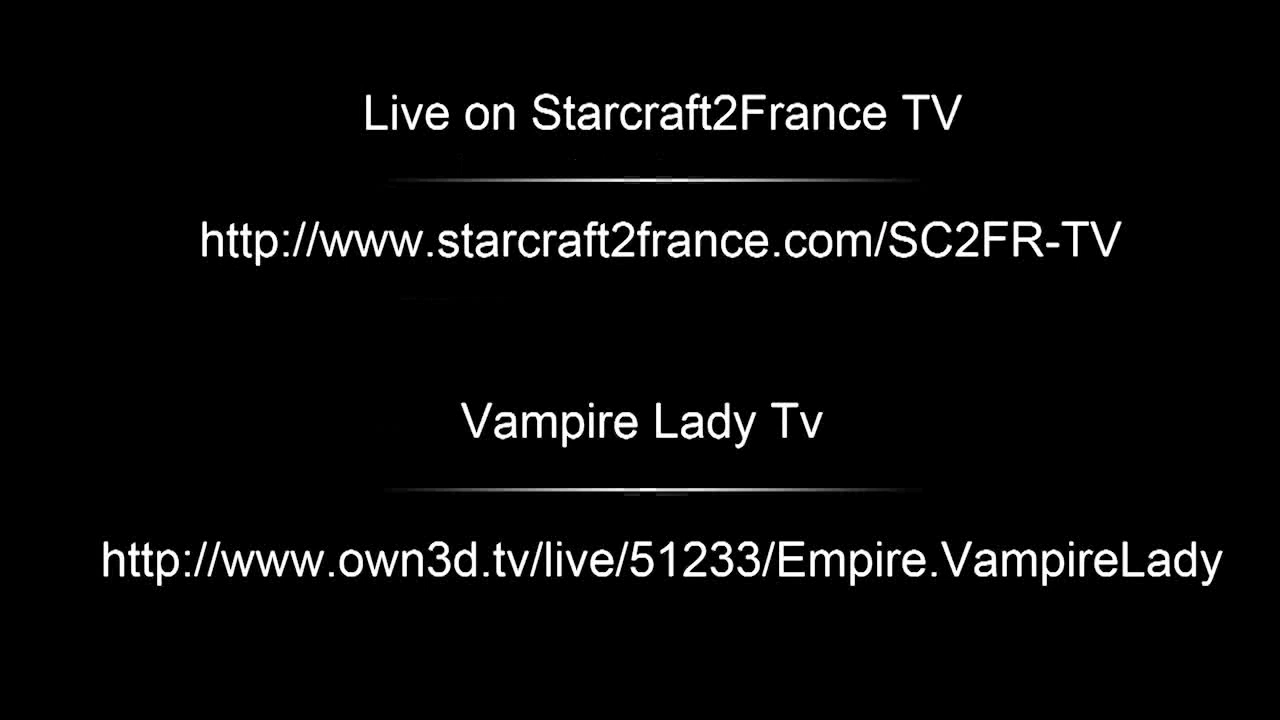 Live on Starcraft2France TV
http://www.starcraft2france.com/SC2FR-TV
Vampire Lady Tv
http://www.own3d.tv/live/51233/Empire.VampireLady